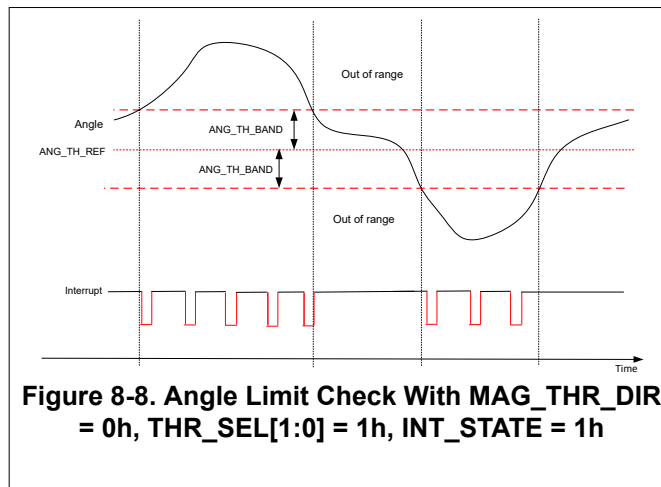 Out of range
Angle
ANG_TH_BAND
ANG_TH_REF
ANG_TH_BAND
Out of range
Interrupt
Time
Figure 8-8. Angle Limit Check With MAG_THR_DIR
= 0h, THR_SEL[1:0] = 1h, INT_STATE = 1h